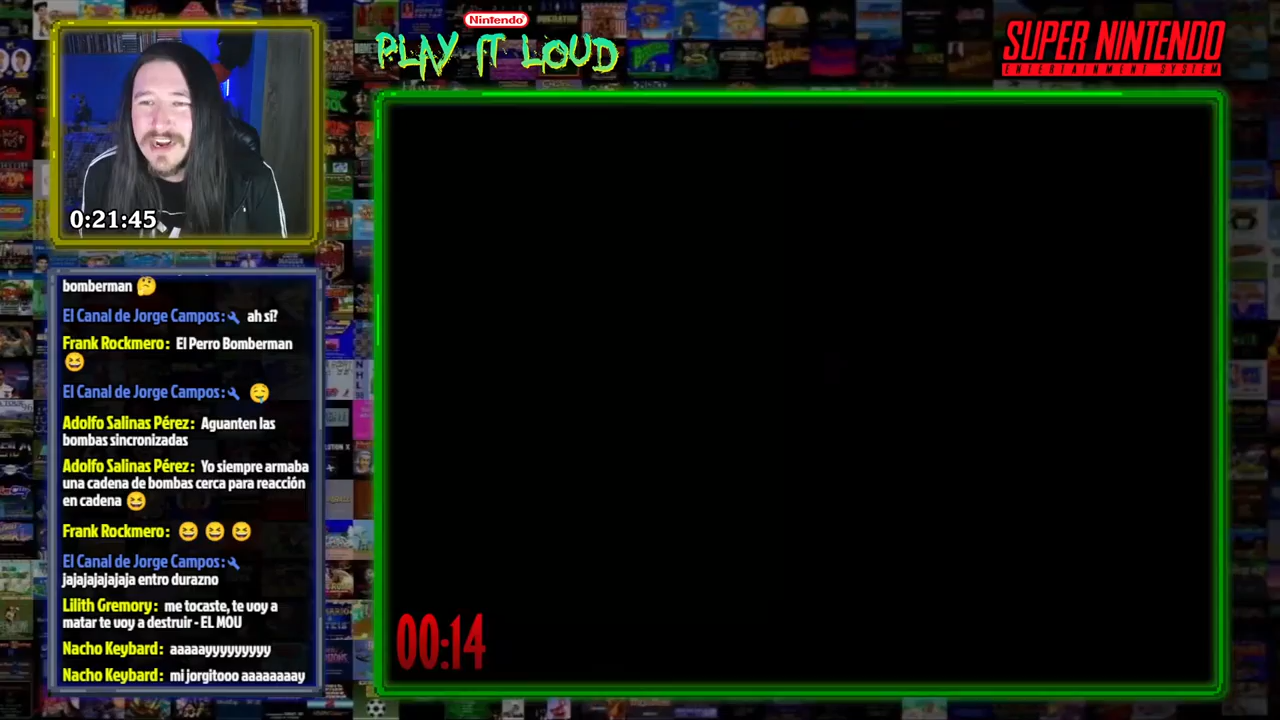 Nintendo
PLAY IT LOUD
SUPER NINTENDO
ENTERTAINMENT SYSTEM
0:21:45
bomberman 🤔
El Canal de Jorge Campos: ah si?
Frank Rockmero: El Perro Bomberman
😆
El Canal de Jorge Campos: 🤤
Adolfo Salinas Pérez: Aguanten las
bombas sincronizadas
Adolfo Salinas Pérez: Yo siempre armaba
una cadena de bombas cerca para reacción
en cadena 😆
Frank Rockmero: 😆 😆 😆
El Canal de Jorge Campos:
jajajajajajaja entro durazno
Lilith Gremory: me tocaste, te voy a
matar te voy a destruir - EL MOU
Nacho Keybard: aaaaayyyyyyyyy
Nacho Keybard: mi jorgitooo aaaaaaaay
00:14